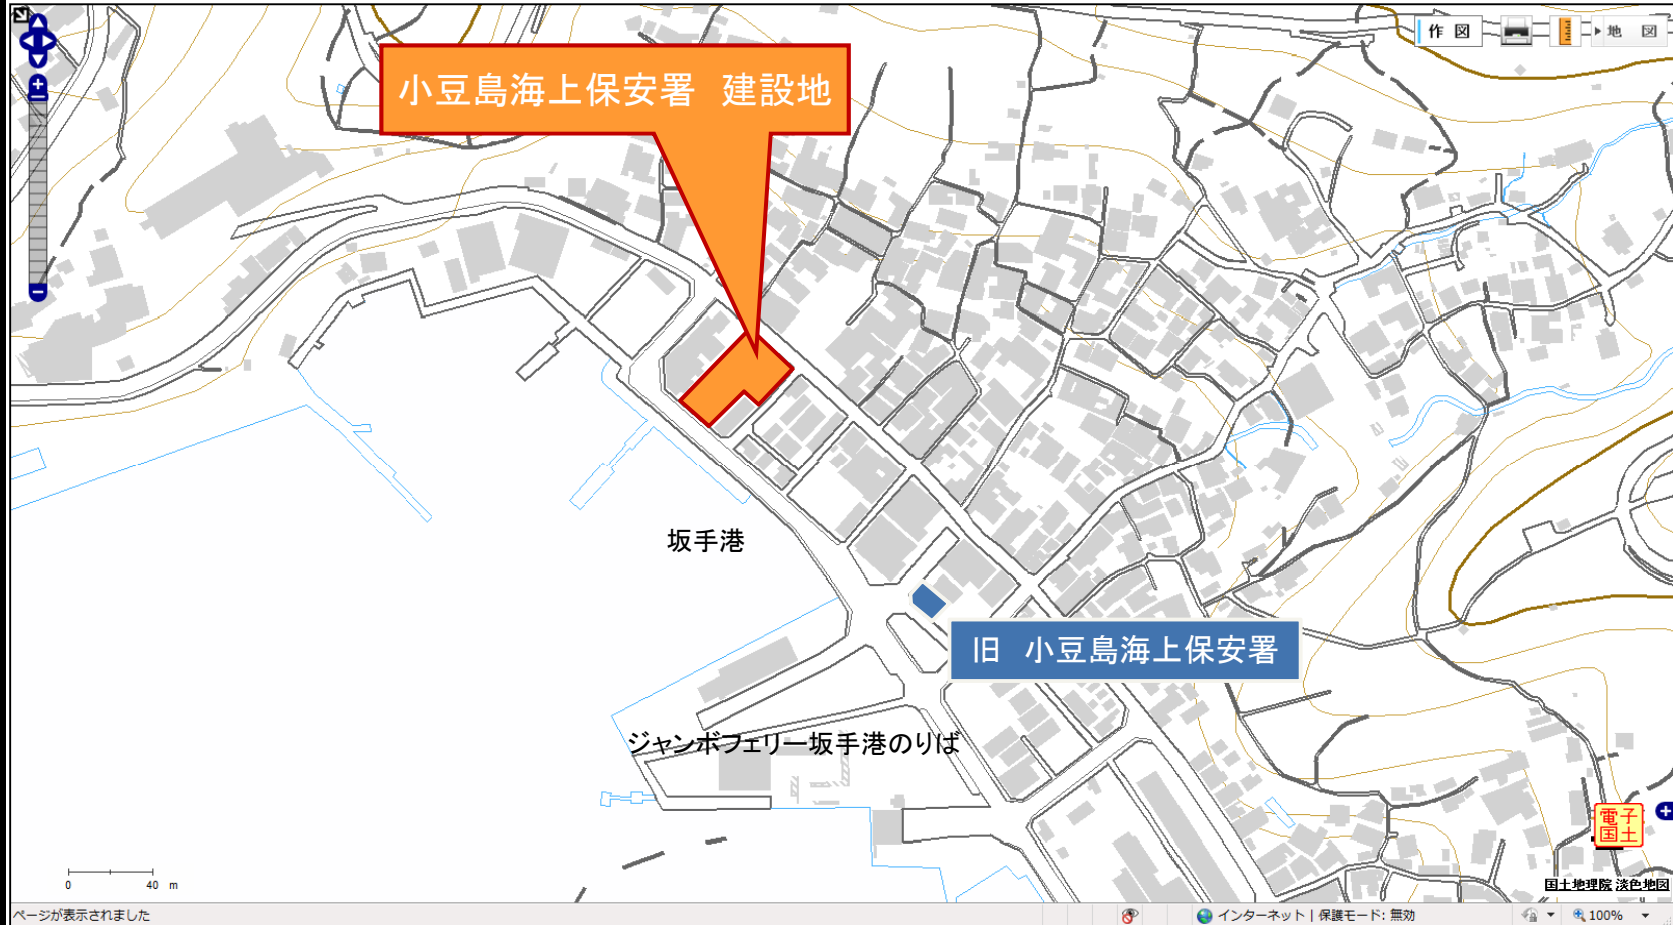 作 図
地 図
小豆島海上保安署　建設地
坂手港
旧　小豆島海上保安署
ジャンボフェリー坂手港のりば
電子
国土
0 40 m
国土地理院 淡色地図
ページが表示されました
インターネット | 保護モード: 無効
100%